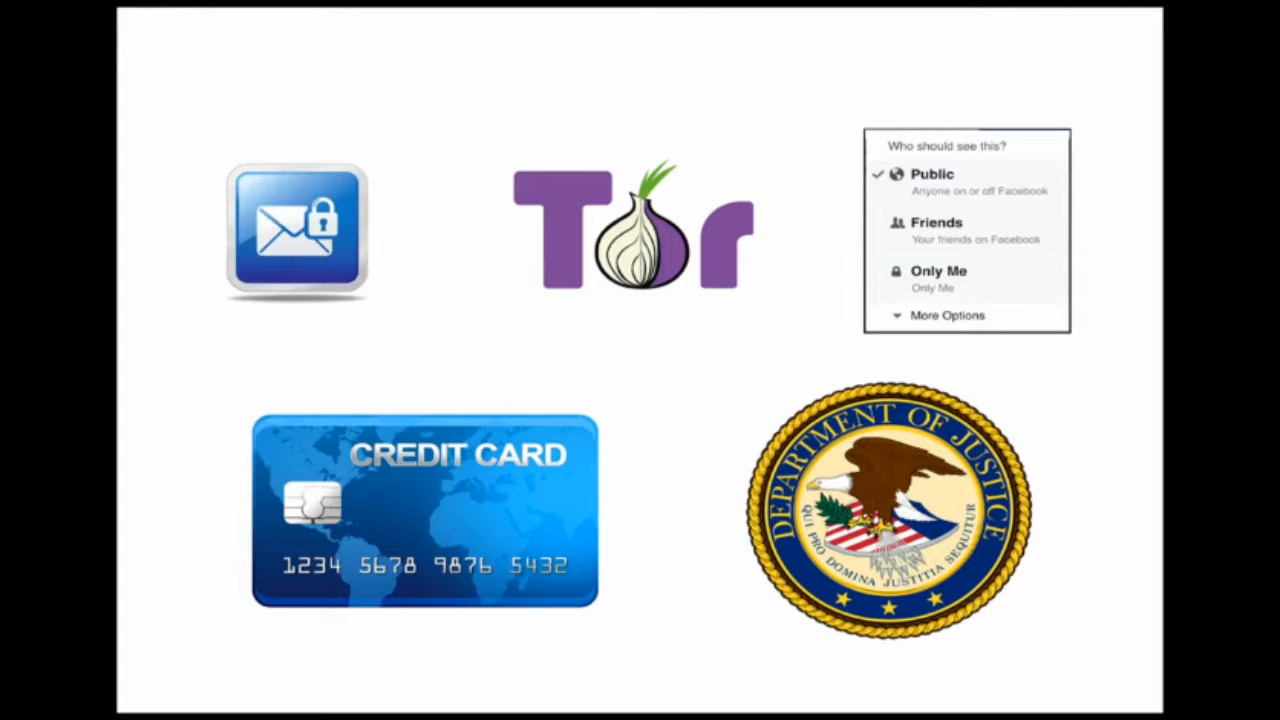 Tor
Who should see this?
Public
Anyone on or off Facebook
Friends
Your friends on Facebook
Only Me
Only Me
More Options
CREDIT CARD
1234 5678 9876 5432
DEPARTMENT OF JUSTICE
QUI PRO DOMINA JUSTITIA SEQUITUR